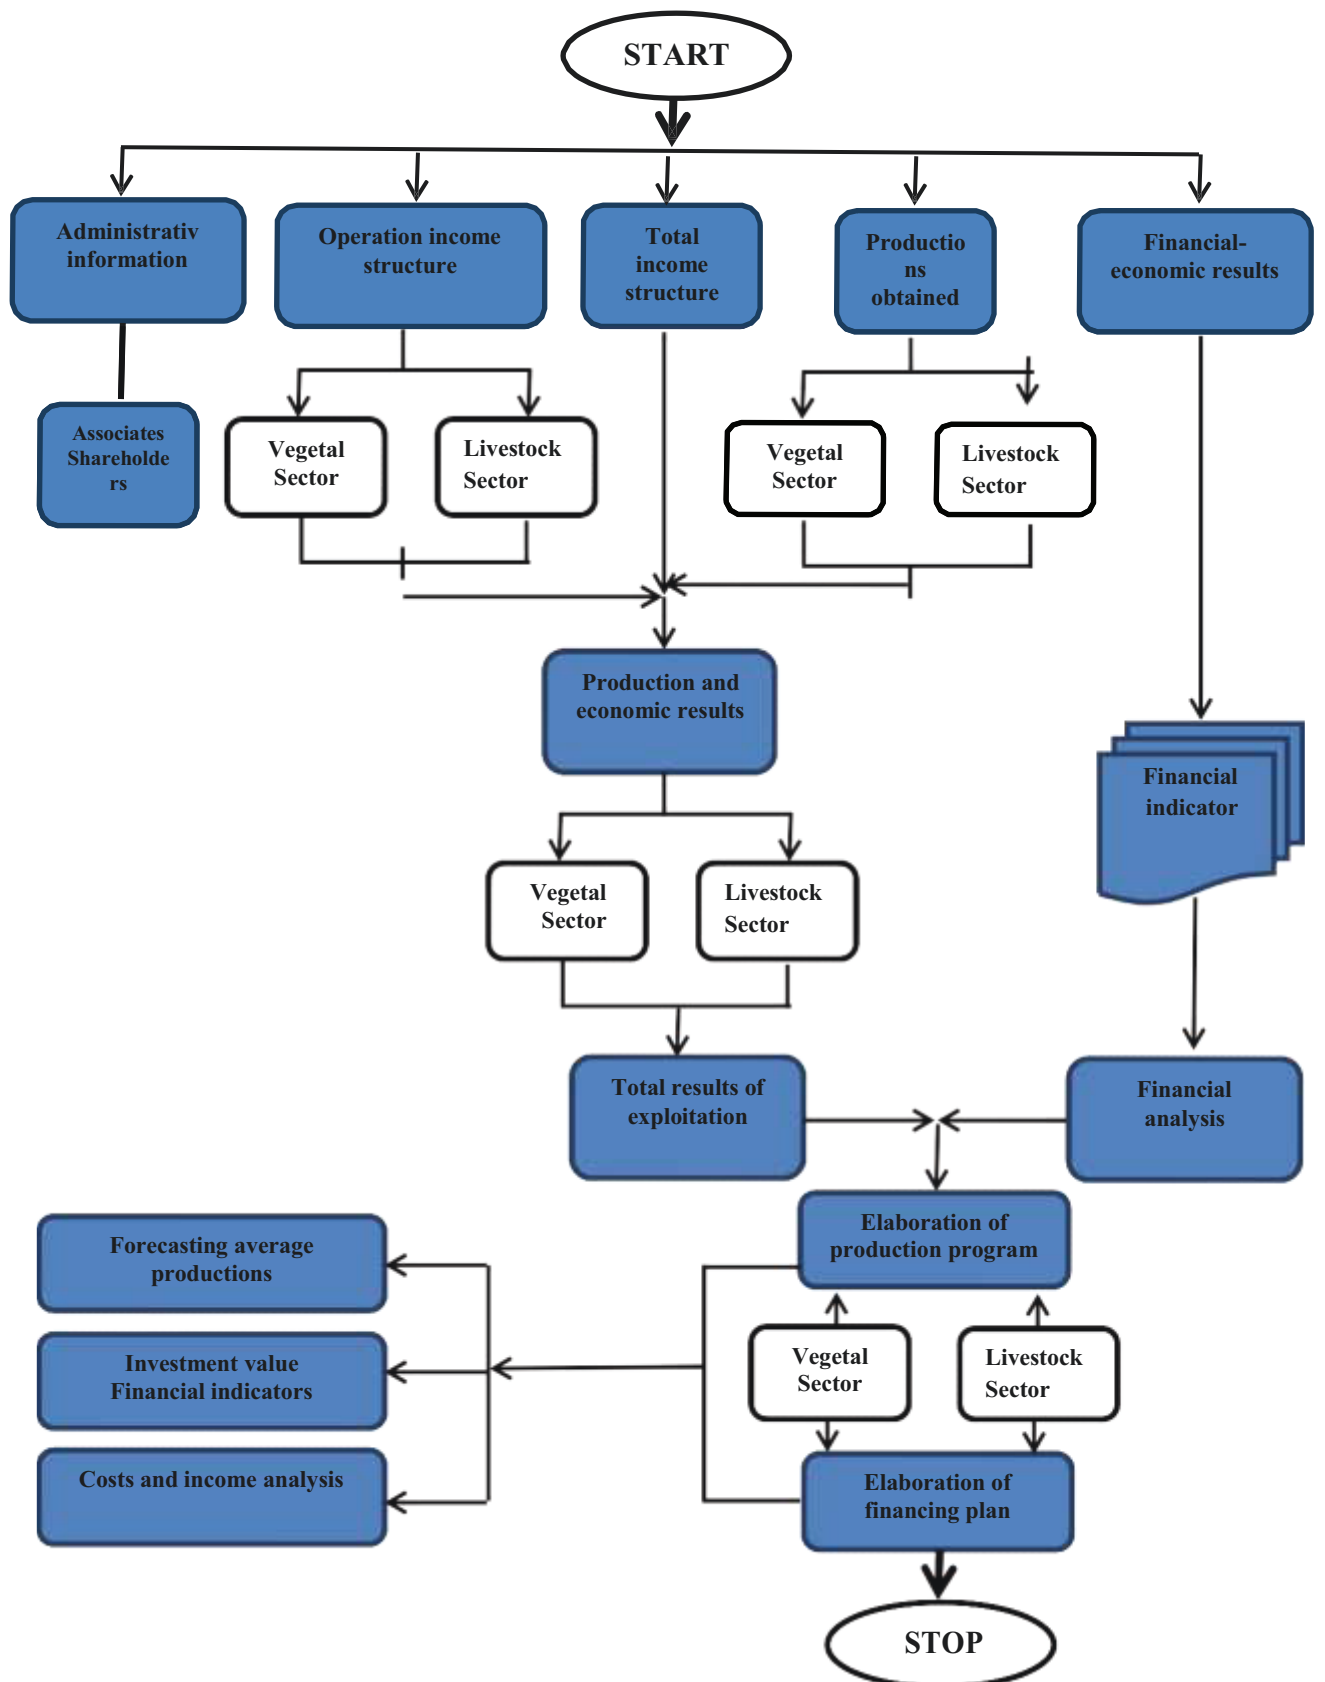 START
Administrativ
information
Operation income
structure
Total
income
structure
Productio
ns
obtained
Financial-
economic results
Associates
Shareholde
rs
Vegetal
Sector
Livestock
Sector
Vegetal
Sector
Livestock
Sector
Production and
economic results
Financial
indicator
Vegetal
Sector
Livestock
Sector
Total results of
exploitation
Financial
analysis
Elaboration of
production program
Forecasting average
productions
Vegetal
Sector
Livestock
Sector
Investment value
Financial indicators
Costs and income analysis
Elaboration of
financing plan
STOP